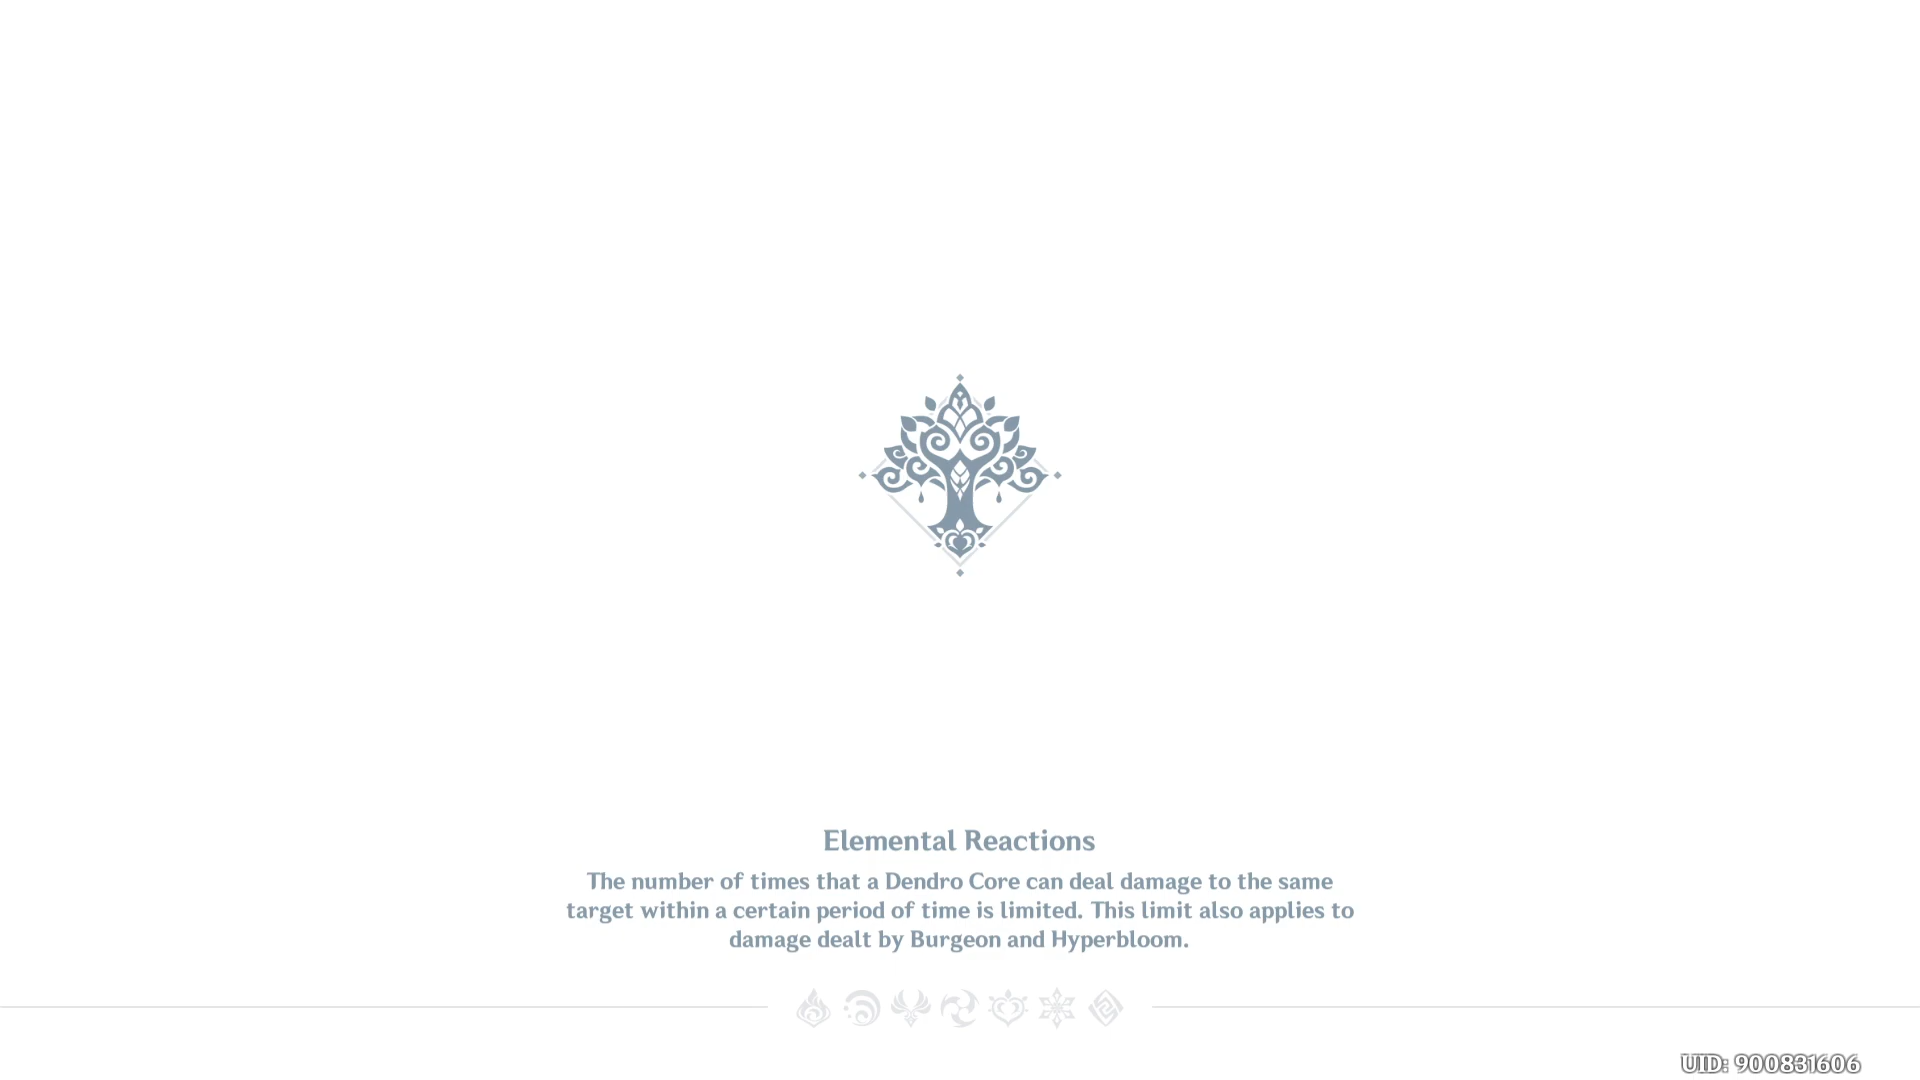 Elemental Reactions
The number of times that a Dendro Core can deal damage to the same
target within a certain period of time is limited. This limit also applies to
damage dealt by Burgeon and Hyperbloom.
UID: 900831606